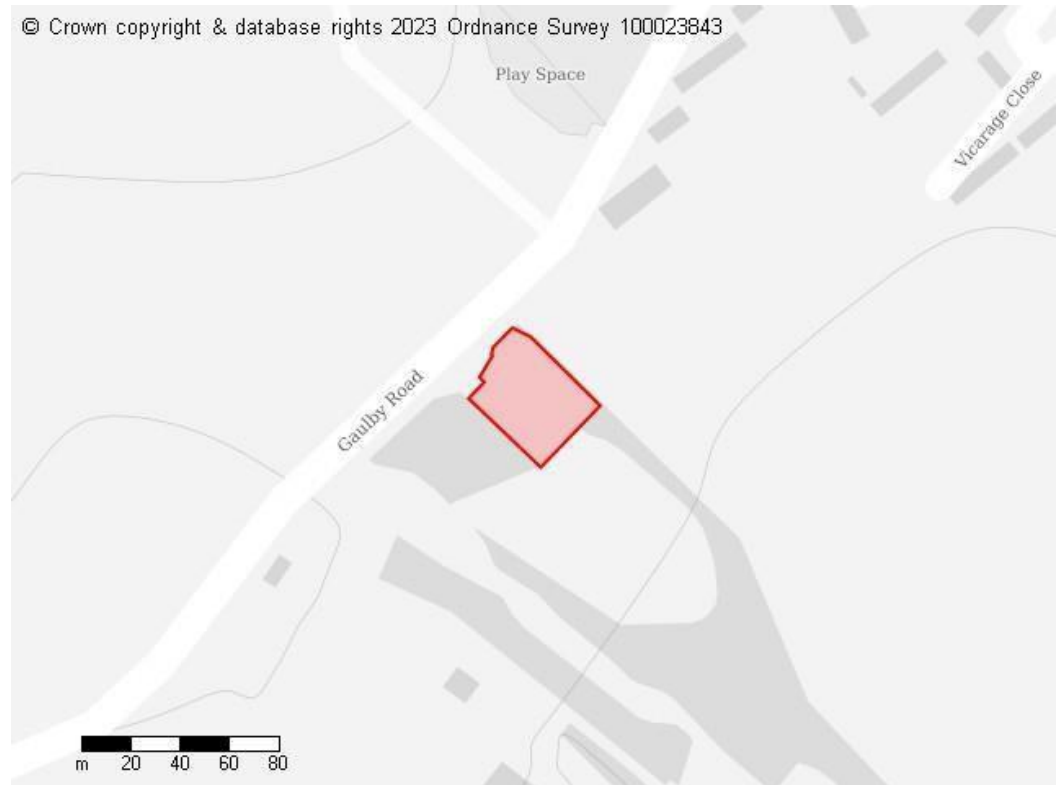 © Crown copyright & database rights 2023 Ordnance Survey 100023843
Play Space
Vicarage Close
Gaulby Road
m 20 40 60 80